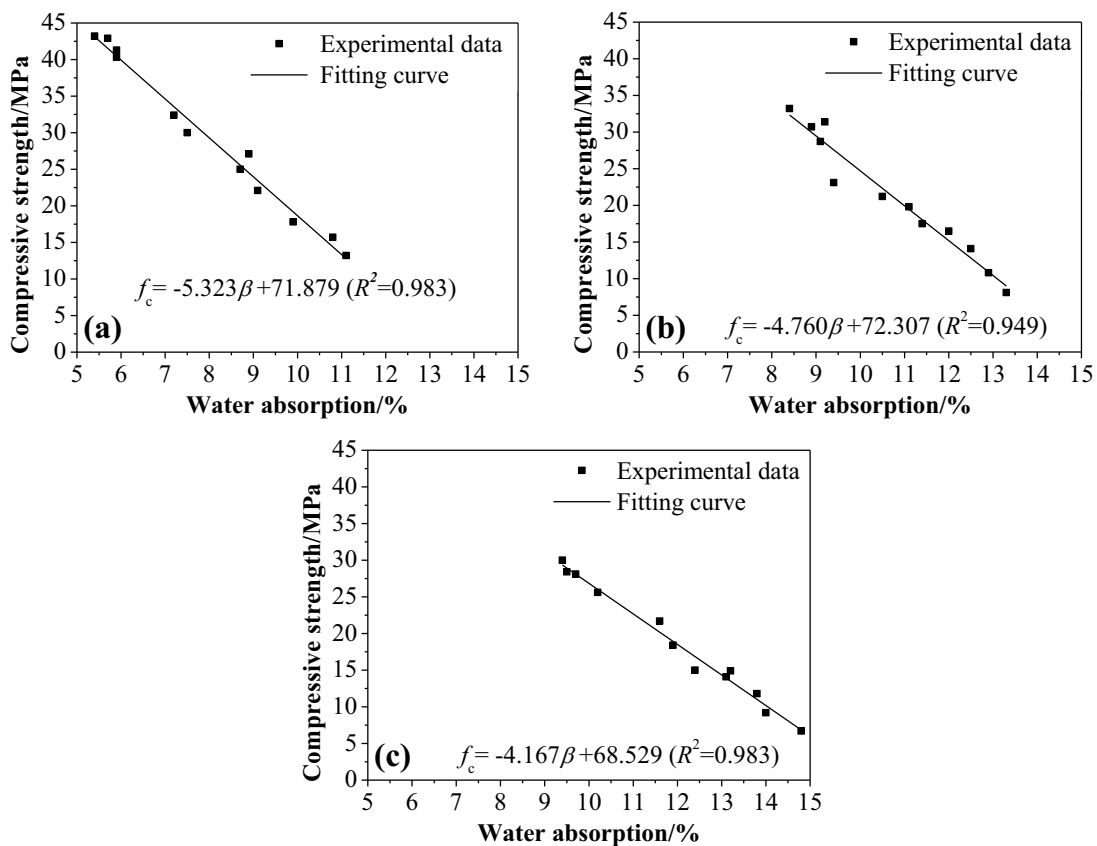 Compressive strength/MPa
45
40
35
30
25
20
15
10
5
0
Experimental data
Fitting curve
f_c= -5.323β+71.879 (R²=0.983)
(a)
5 6 7 8 9 10 11 12 13 14 15
Water absorption/%
Compressive strength/MPa
45
40
35
30
25
20
15
10
5
0
Experimental data
Fitting curve
f_c= -4.760β+72.307 (R²=0.949)
(b)
5 6 7 8 9 10 11 12 13 14 15
Water absorption/%
Compressive strength/MPa
45
40
35
30
25
20
15
10
5
0
Experimental data
Fitting curve
f_c= -4.167β+68.529 (R²=0.983)
(c)
5 6 7 8 9 10 11 12 13 14 15
Water absorption/%